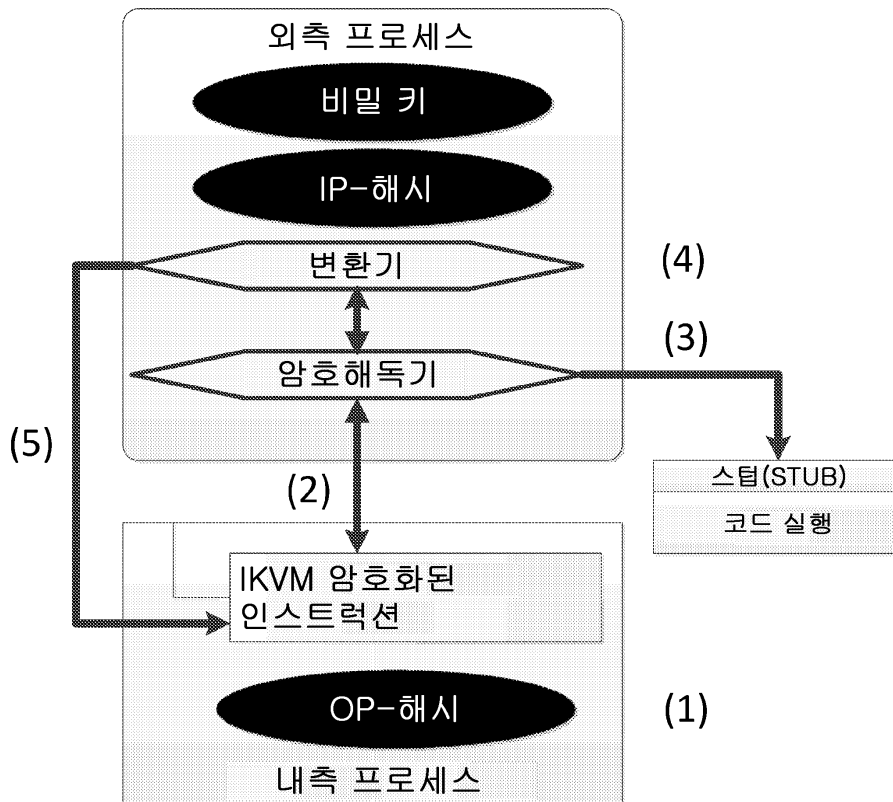 외측 프로세스
비밀 키
IP-해시
변환기
(4)
(3)
암호해독기
(5)
(2)
스텁(STUB)
코드 실행
IKVM 암호화된
인스트럭션
OP-해시
(1)
내측 프로세스